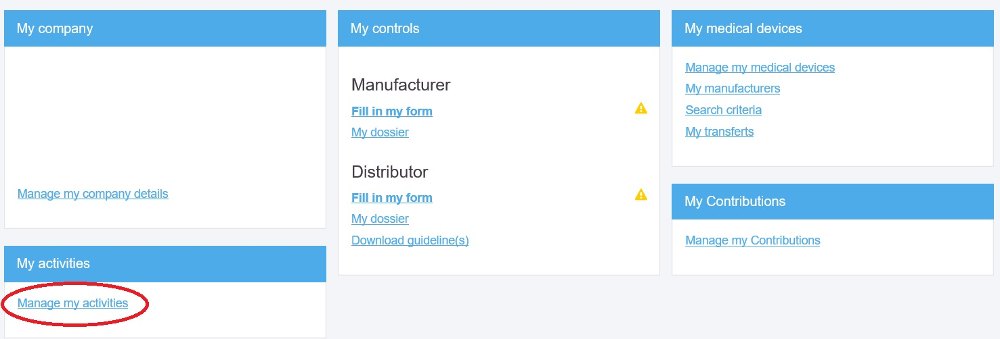 My company
Manage my company details
My activities
Manage my activities
My controls
Manufacturer
Fill in my form
My dossier
Distributor
Fill in my form
My dossier
Download guideline(s)
My medical devices
Manage my medical devices
My manufacturers
Search criteria
My transferts
My Contributions
Manage my Contributions